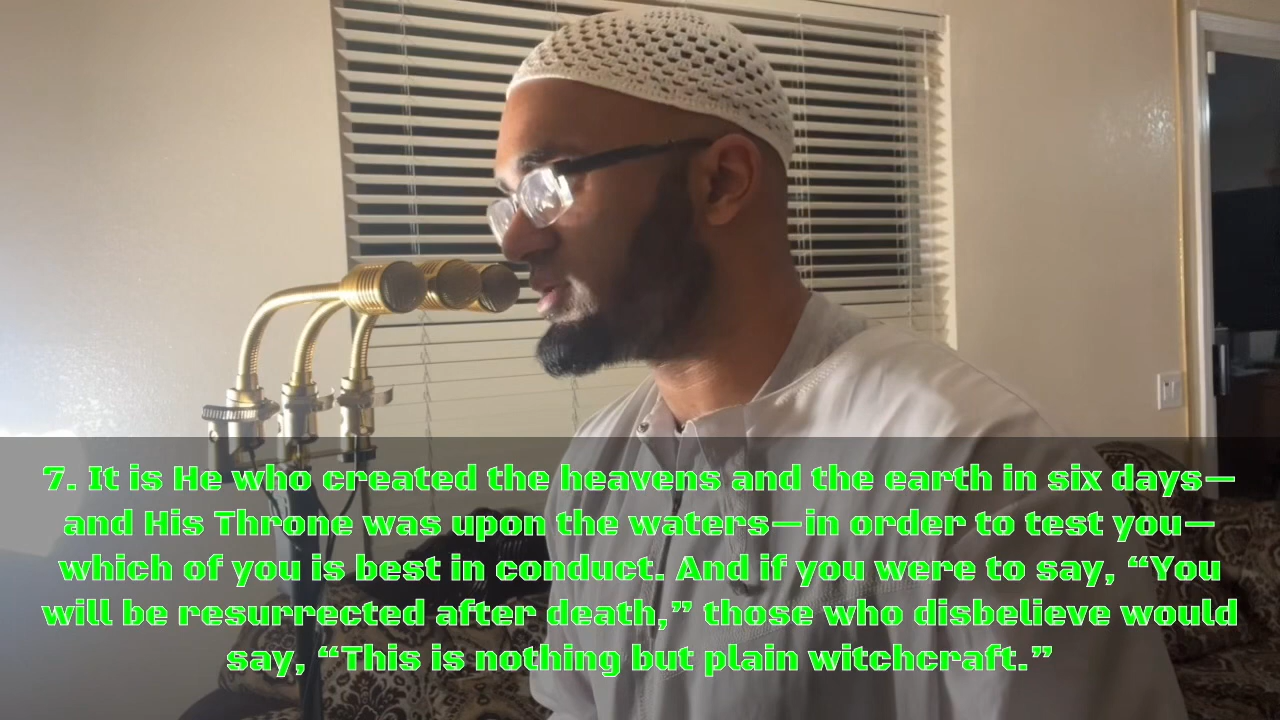 7. It is He who created the heavens and the earth in six days—
and His Throne was upon the waters—in order to test you—
which of you is best in conduct. And if you were to say, “You
will be resurrected after death,” those who disbelieve would
say, “This is nothing but plain witchcraft.”